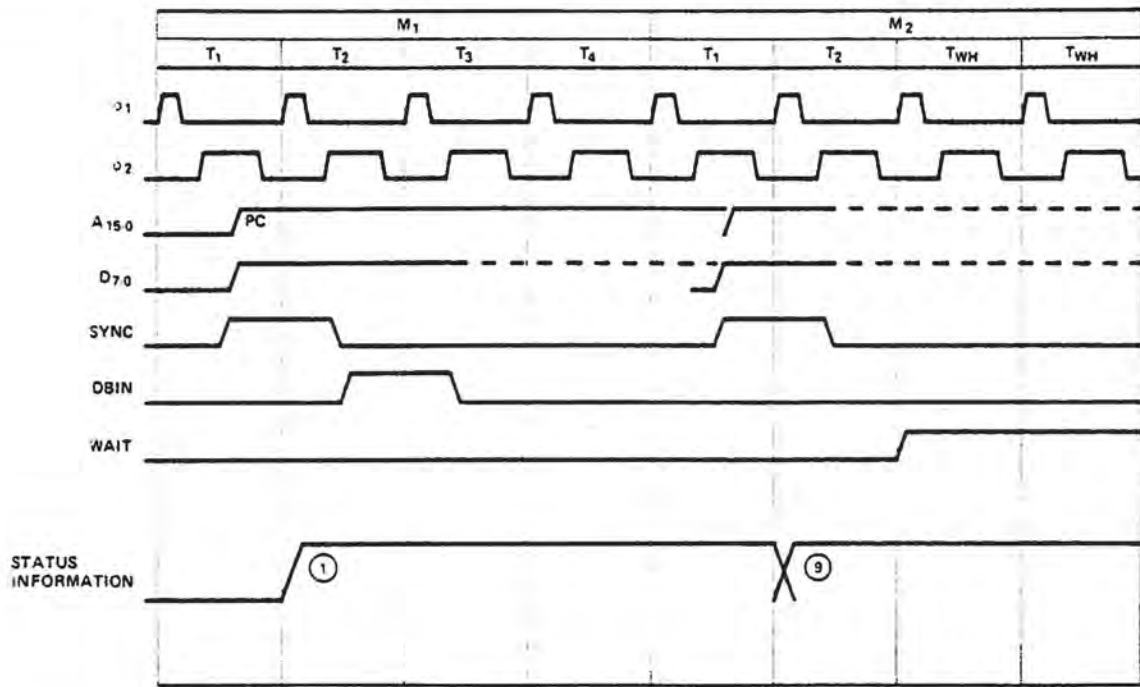 M1 M2
T1 T2 T3 T4 T1 T2 TWH TWH
A15-0 PC
D7-0
SYNC
DBIN
WAIT
STATUS
INFORMATION
1 9